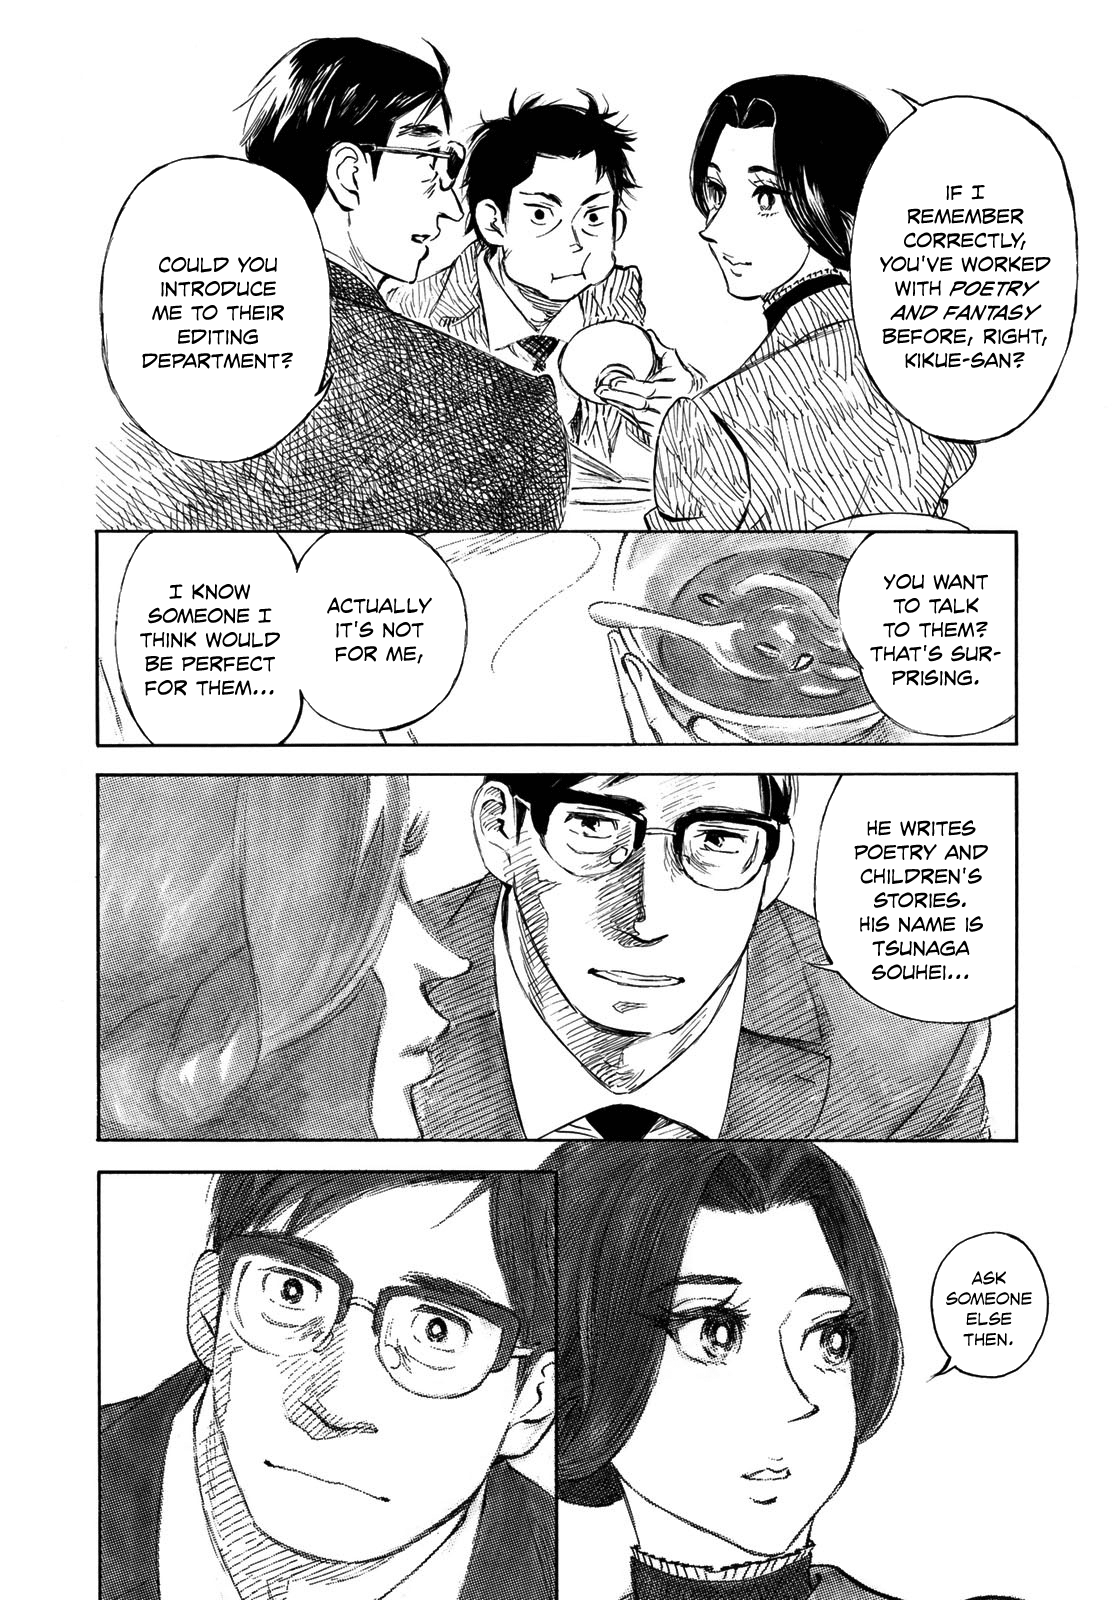 IF I
REMEMBER
CORRECTLY,
YOU'VE WORKED
WITH POETRY
AND FANTASY
BEFORE, RIGHT,
KIKUE-SAN?
COULD YOU
INTRODUCE
ME TO THEIR
EDITING
DEPARTMENT?
YOU WANT
TO TALK
TO THEM?
THAT'S SUR-
PRISING.
ACTUALLY
IT'S NOT
FOR ME,
I KNOW
SOMEONE I
THINK WOULD
BE PERFECT
FOR THEM...
HE WRITES
POETRY AND
CHILDREN'S
STORIES.
HIS NAME IS
TSUNAGA
SOUHEI...
ASK
SOMEONE
ELSE
THEN.